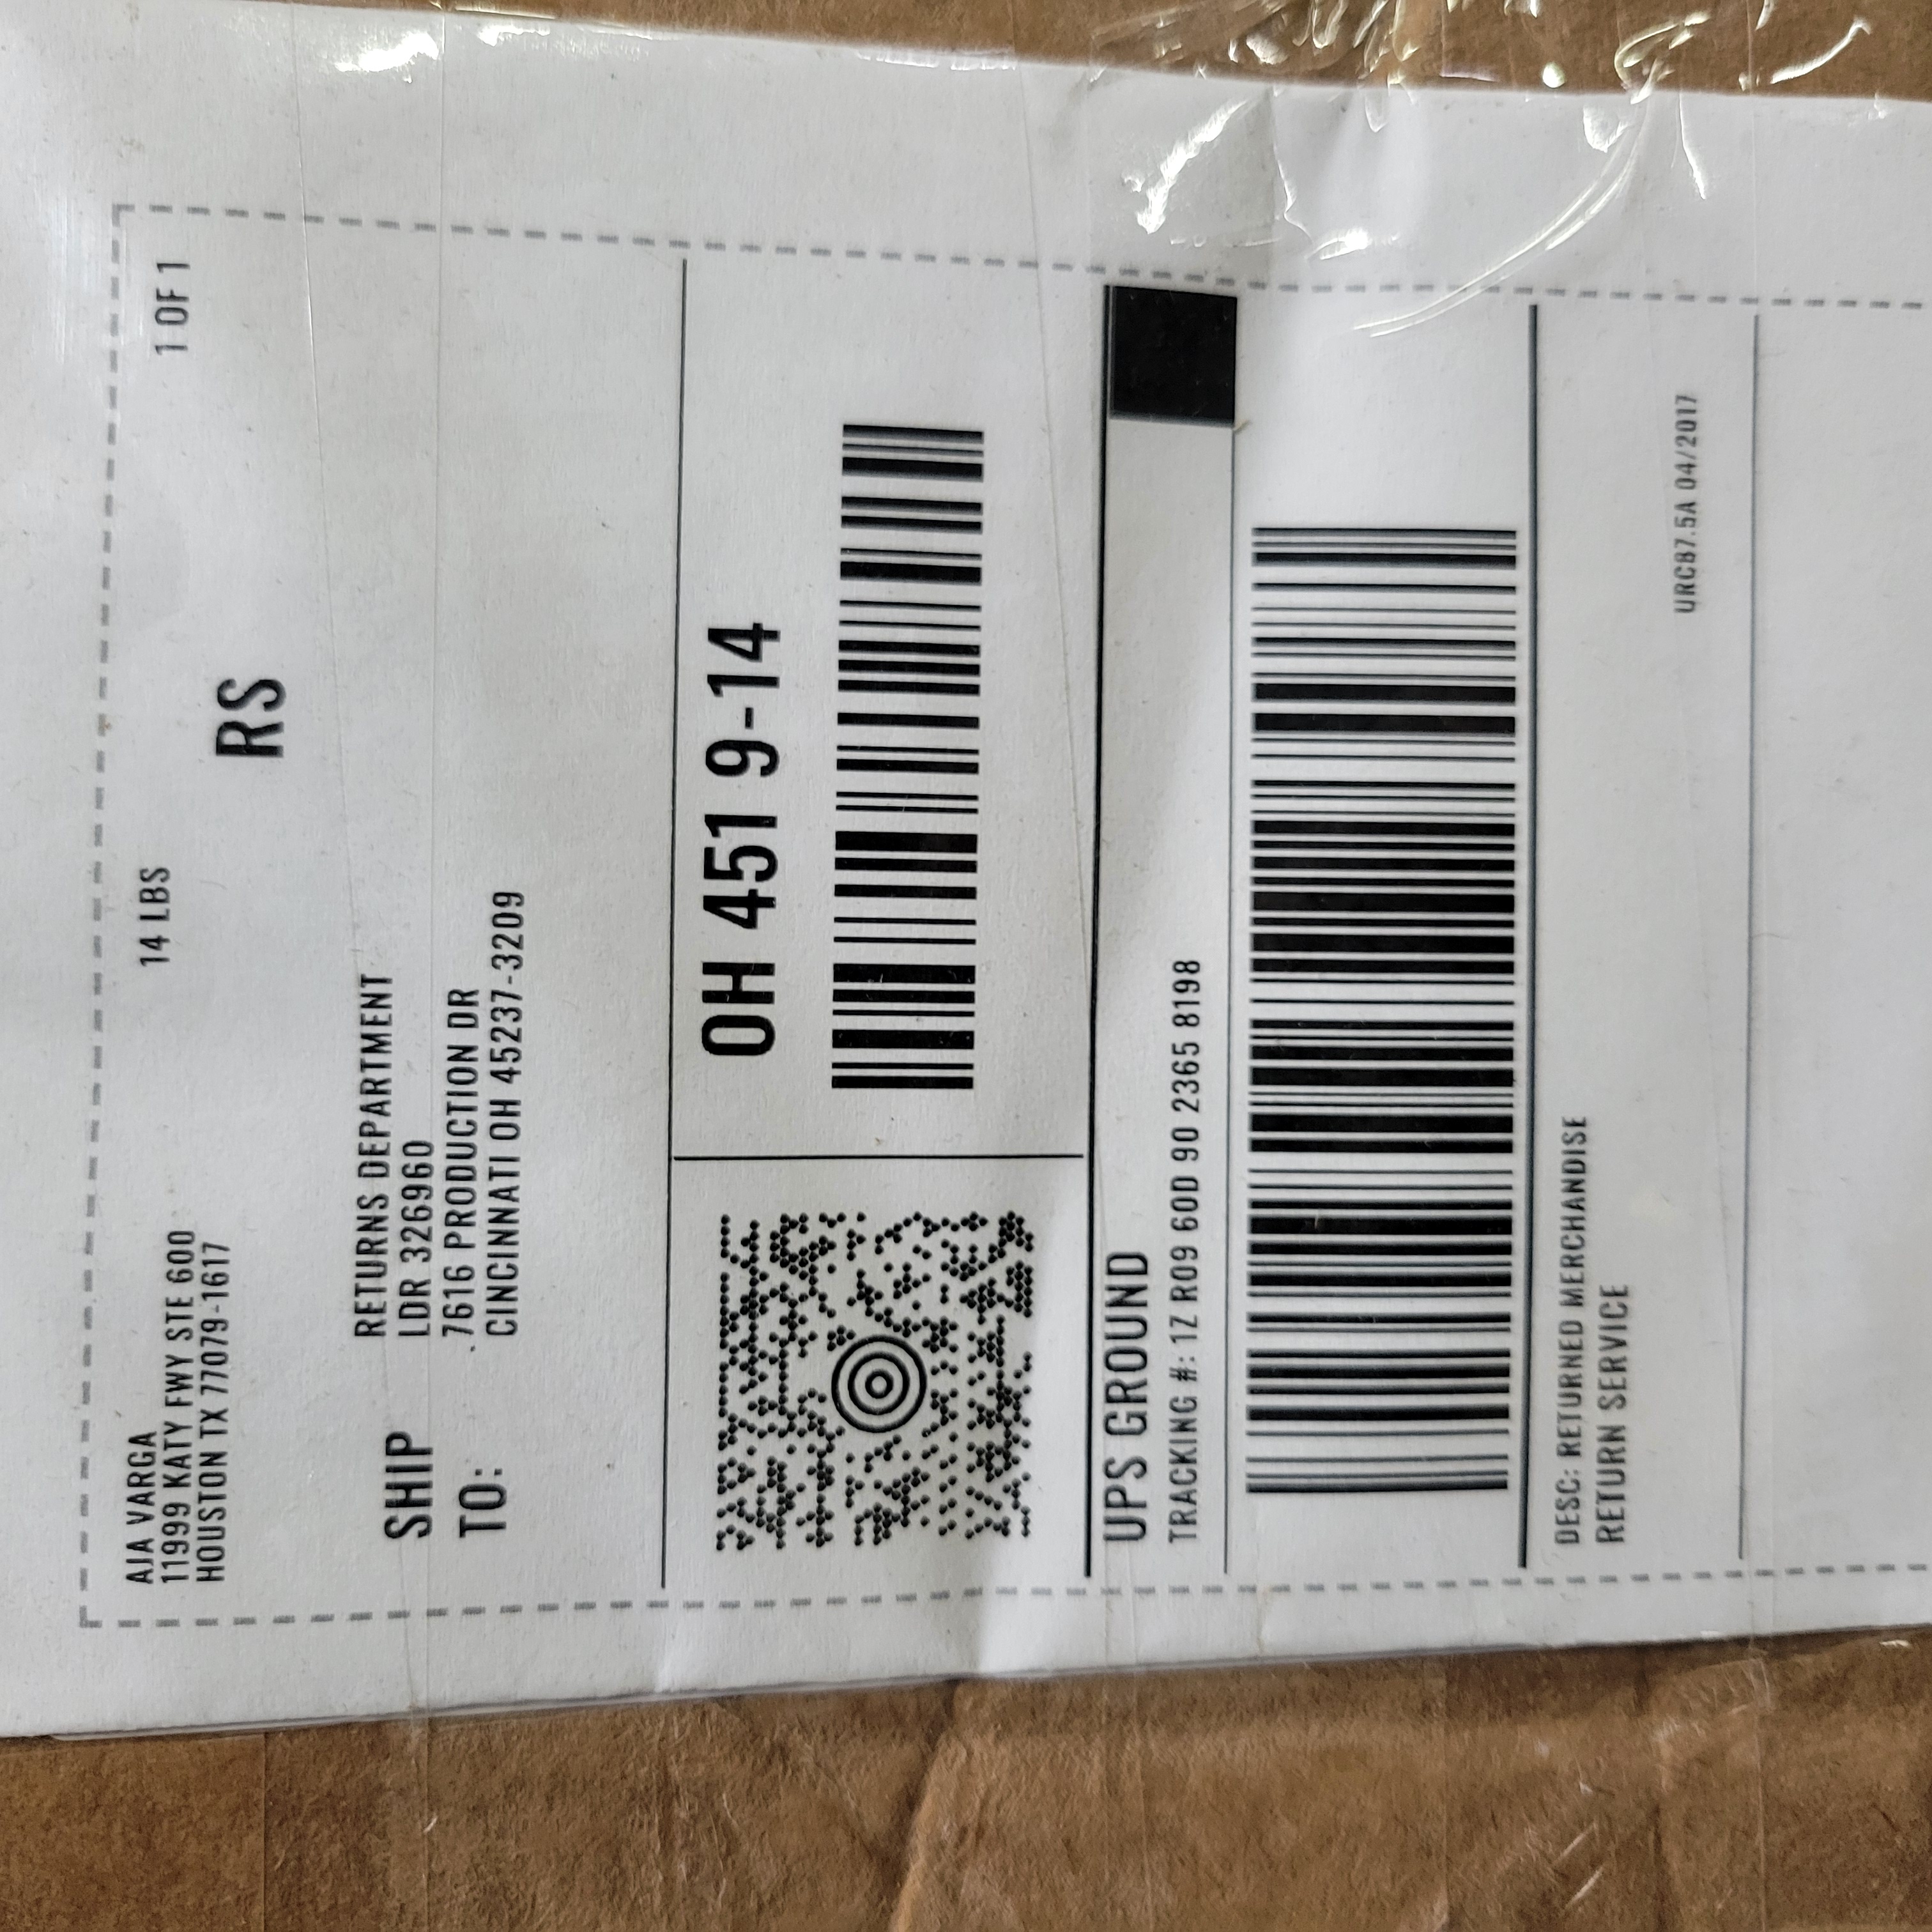 AJA VARGA
11999 KATY FWY STE 600
HOUSTON TX 77079-1617
14 LBS
1 OF 1
RS
SHIP
TO:
RETURNS DEPARTMENT
LDR 326960
7616 PRODUCTION DR
CINCINNATI OH 45237-3209
OH 451 9-14
UPS GROUND
TRACKING #: 1Z R09 60D 90 2365 8198
DESC: RETURNED MERCHANDISE
RETURN SERVICE
URC87.5A 04/2017